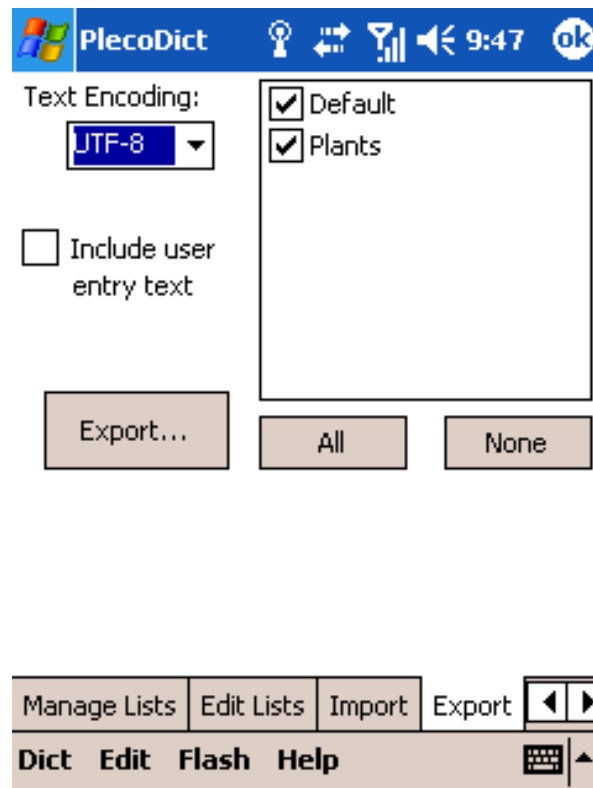 PlecoDict 9:47 ok
Text Encoding:
UTF-8
Include user
entry text
Export...
Default
Plants
All None
Manage Lists Edit Lists Import Export
Dict Edit Flash Help